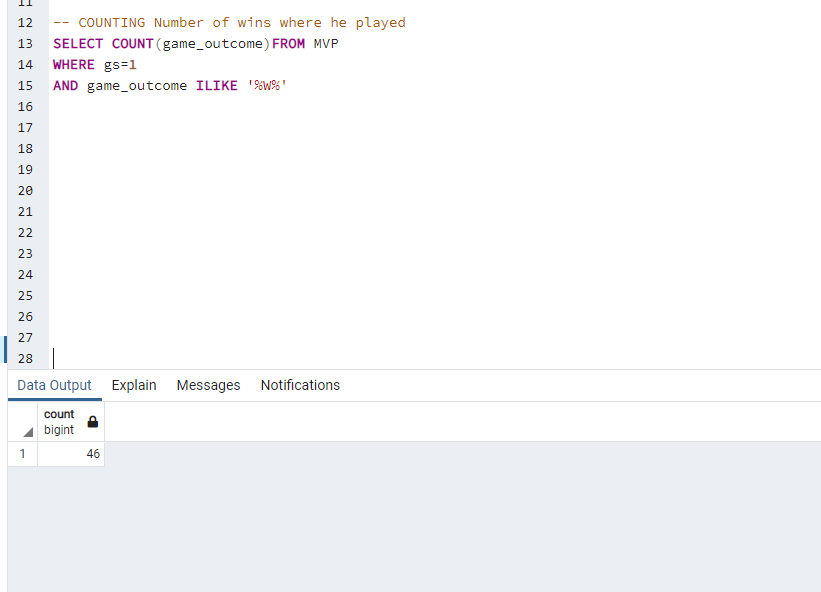 11
12 -- COUNTING Number of wins where he played
13 SELECT COUNT(game_outcome)FROM MVP
14 WHERE gs=1
15 AND game_outcome ILIKE '%W%'
16
17
18
19
20
21
22
23
24
25
26
27
28
Data Output Explain Messages Notifications
count
bigint
1 46